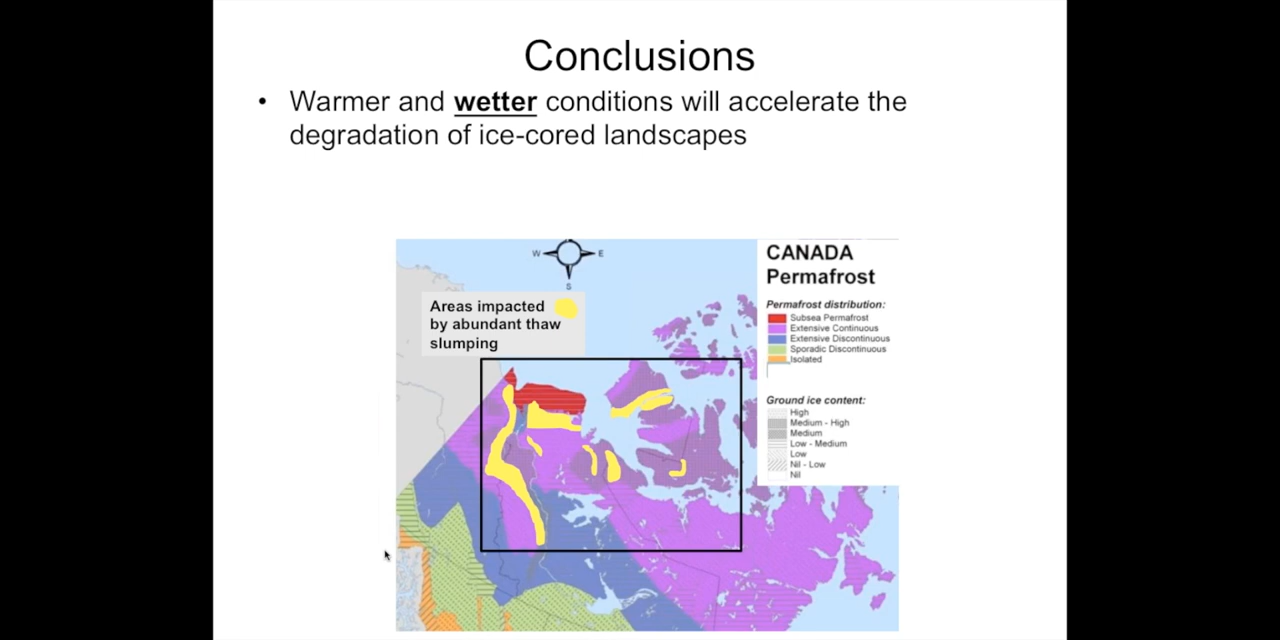 Conclusions
• Warmer and wetter conditions will accelerate the
degradation of ice-cored landscapes
W E
S
Areas impacted
by abundant thaw
slumping
CANADA
Permafrost
Permafrost distribution:
Subsea Permafrost
Extensive Continuous
Extensive Discontinuous
Sporadic Discontinuous
Isolated
Ground ice content:
High
Medium - High
Medium
Low - Medium
Low
Nil - Low
Nil